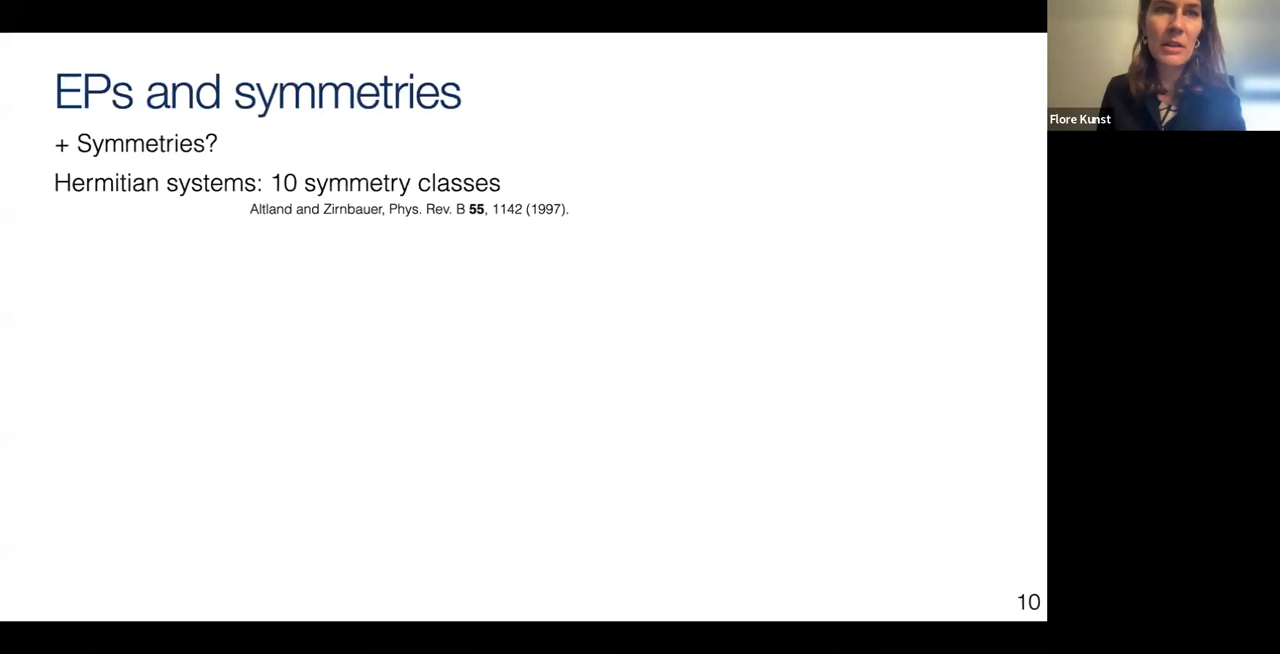 EPs and symmetries
+ Symmetries?
Hermitian systems: 10 symmetry classes
Altland and Zirnbauer, Phys. Rev. B 55, 1142 (1997).
Flore Kunst
10